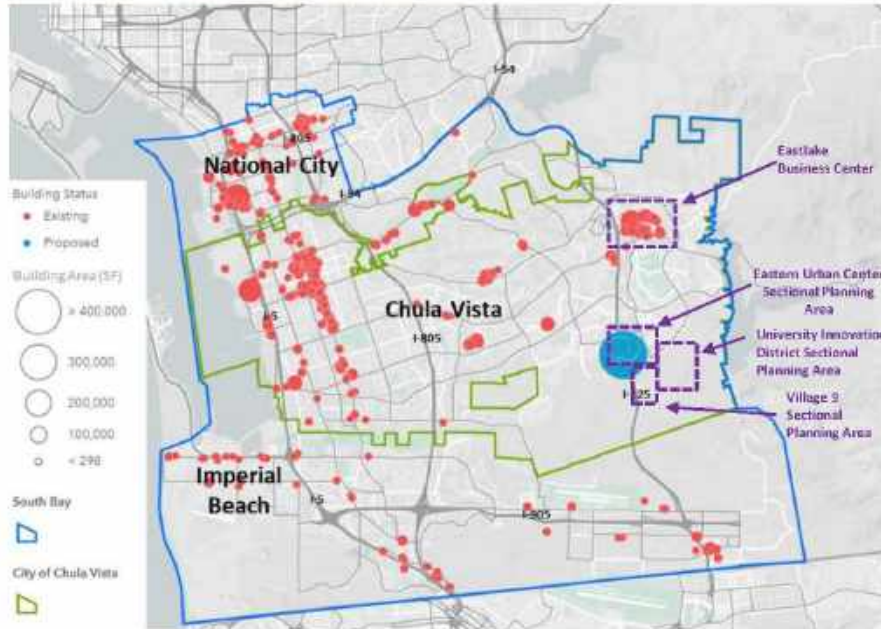 I-54
I-805
National City
I-54
Eastlake
Business Center
Building Status
Existing
Proposed
Building Area (SF)
> 400,000
300,000
200,000
100,000
< 298
South Bay
City of Chula Vista
Chula Vista
I-5
I-805
Eastern Urban Center
Sectional Planning
Area
University Innovation
District Sectional
Planning Area
I-125
Village 9
Sectional
Planning Area
Imperial
Beach
I-5
I-905